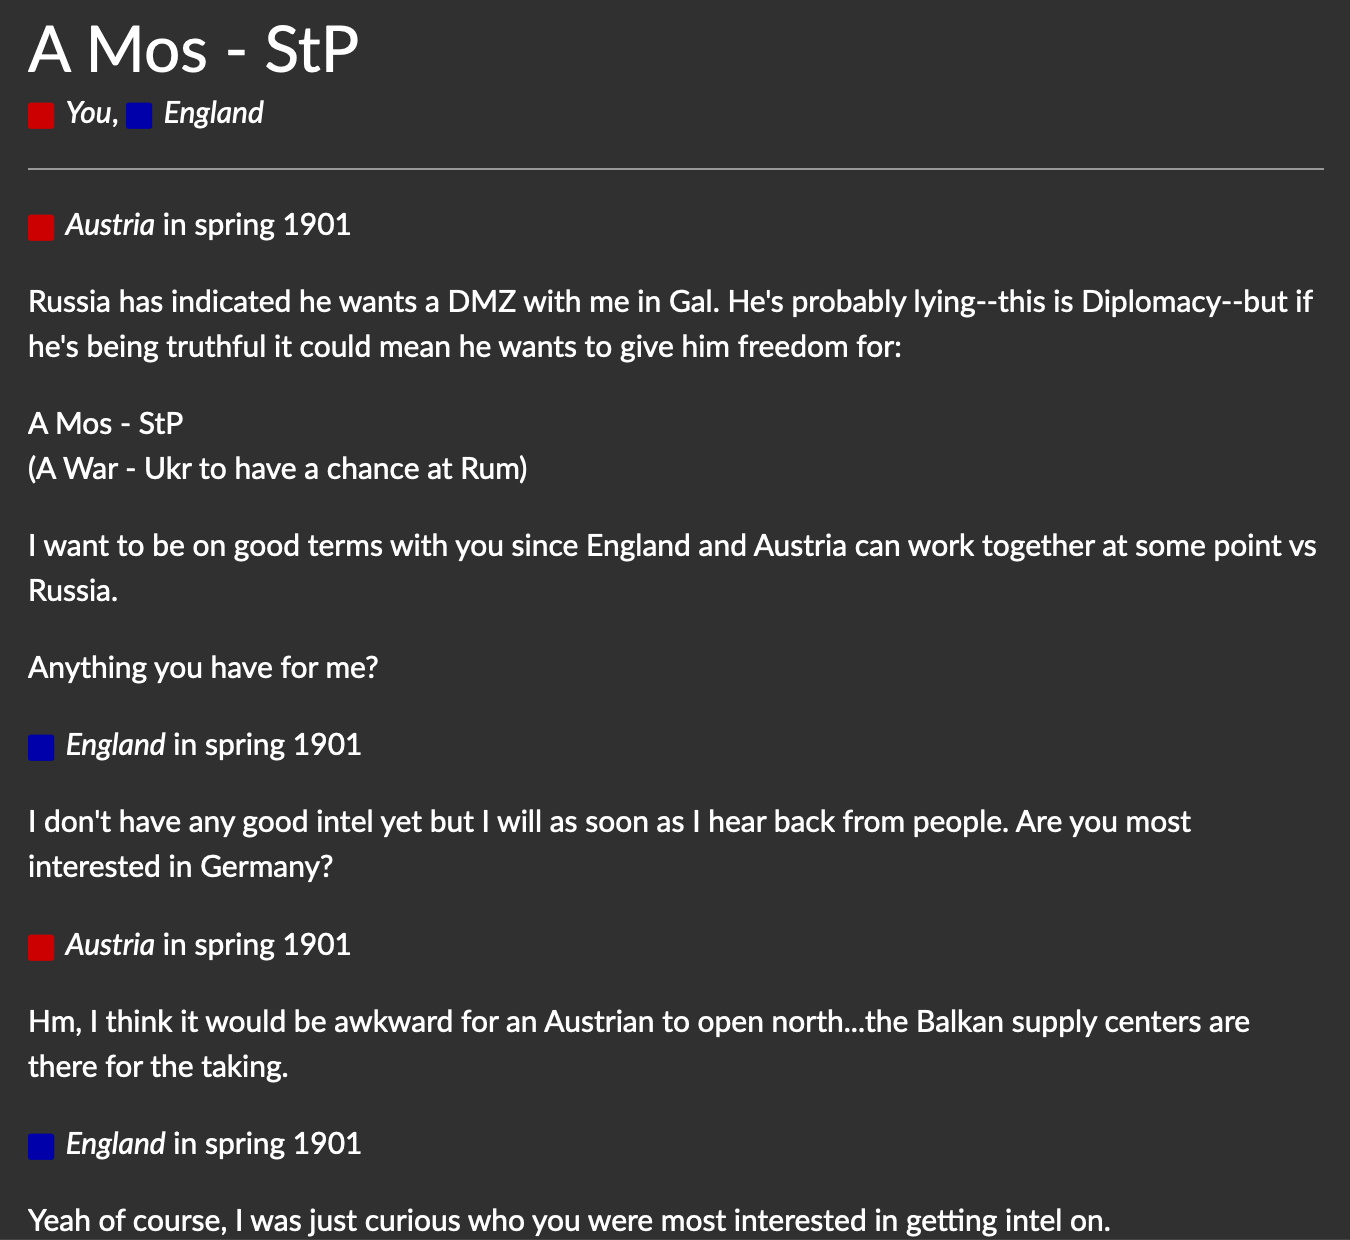 A Mos - StP
You, England
Austria in spring 1901
Russia has indicated he wants a DMZ with me in Gal. He's probably lying--this is Diplomacy--but if
he's being truthful it could mean he wants to give him freedom for:
A Mos - StP
(A War - Ukr to have a chance at Rum)
I want to be on good terms with you since England and Austria can work together at some point vs
Russia.
Anything you have for me?
England in spring 1901
I don't have any good intel yet but I will as soon as I hear back from people. Are you most
interested in Germany?
Austria in spring 1901
Hm, I think it would be awkward for an Austrian to open north...the Balkan supply centers are
there for the taking.
England in spring 1901
Yeah of course, I was just curious who you were most interested in getting intel on.